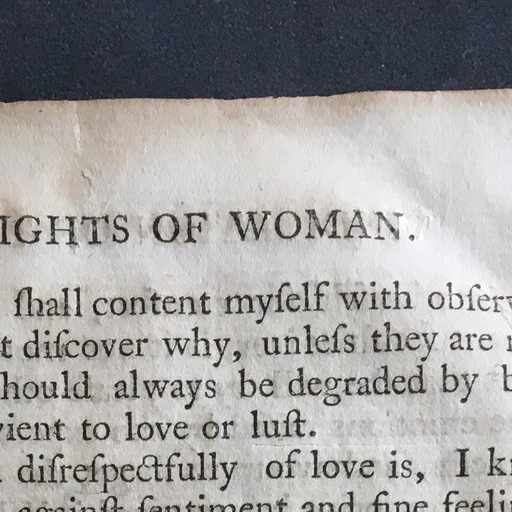 IGHTS OF WOMAN.
ſhall content myſelf with obſerv
t diſcover why, unleſs they are
hould always be degraded by b
vient to love or luſt.
diſreſpectfully of love is, I k
againſt ſentiment and fine feeli